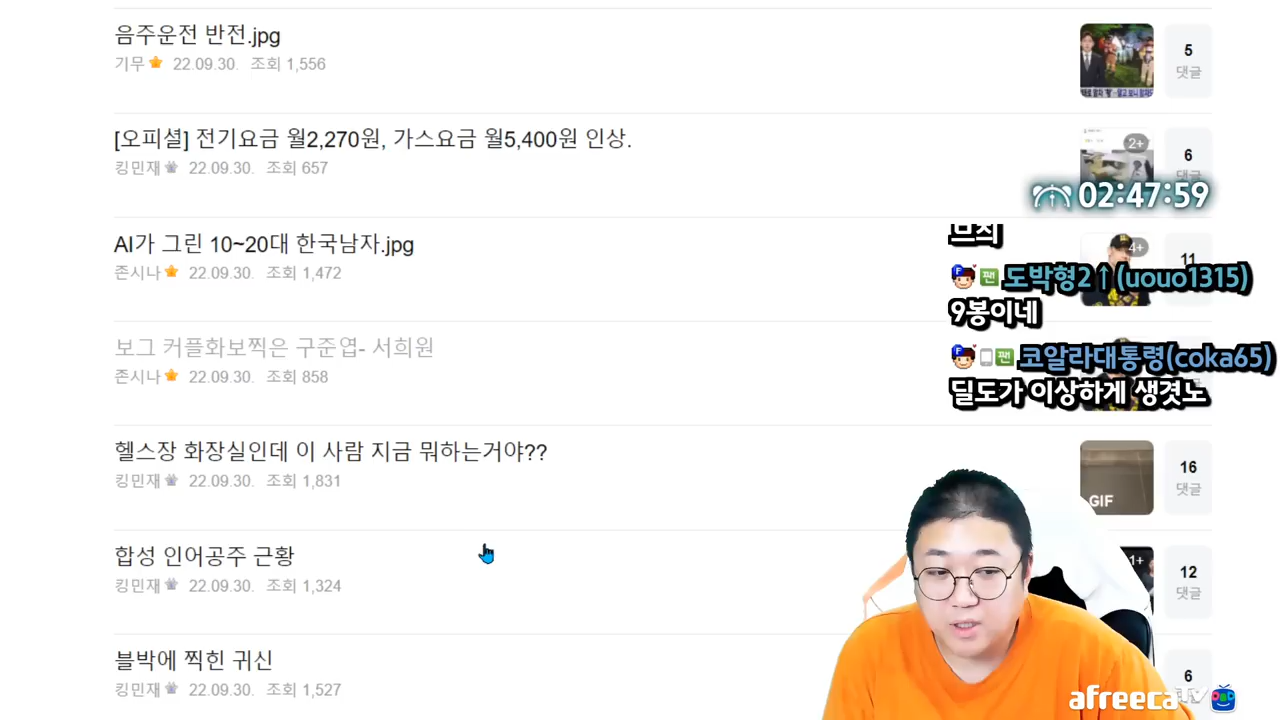 음주운전 반전.jpg
기무 22.09.30. 조회 1,556
5
댓글
[오피셜] 전기요금 월2,270원, 가스요금 월5,400원 인상.
킹민재 22.09.30. 조회 657
2+
6
댓글
02:47:59
AI가 그린 10~20대 한국남자.jpg
존시나 22.09.30. 조회 1,472
4+
11
도박형2↑(uouo1315)
9봉이네
보그 커플화보찍은 구준엽- 서희원
존시나 22.09.30. 조회 858
코알라대통령(coka65)
딜도가 이상하게 생겻노
헬스장 화장실인데 이 사람 지금 뭐하는거야??
킹민재 22.09.30. 조회 1,831
GIF
16
댓글
합성 인어공주 근황
킹민재 22.09.30. 조회 1,324
1+
12
댓글
블박에 찍힌 귀신
킹민재 22.09.30. 조회 1,527
6
afreecaTV